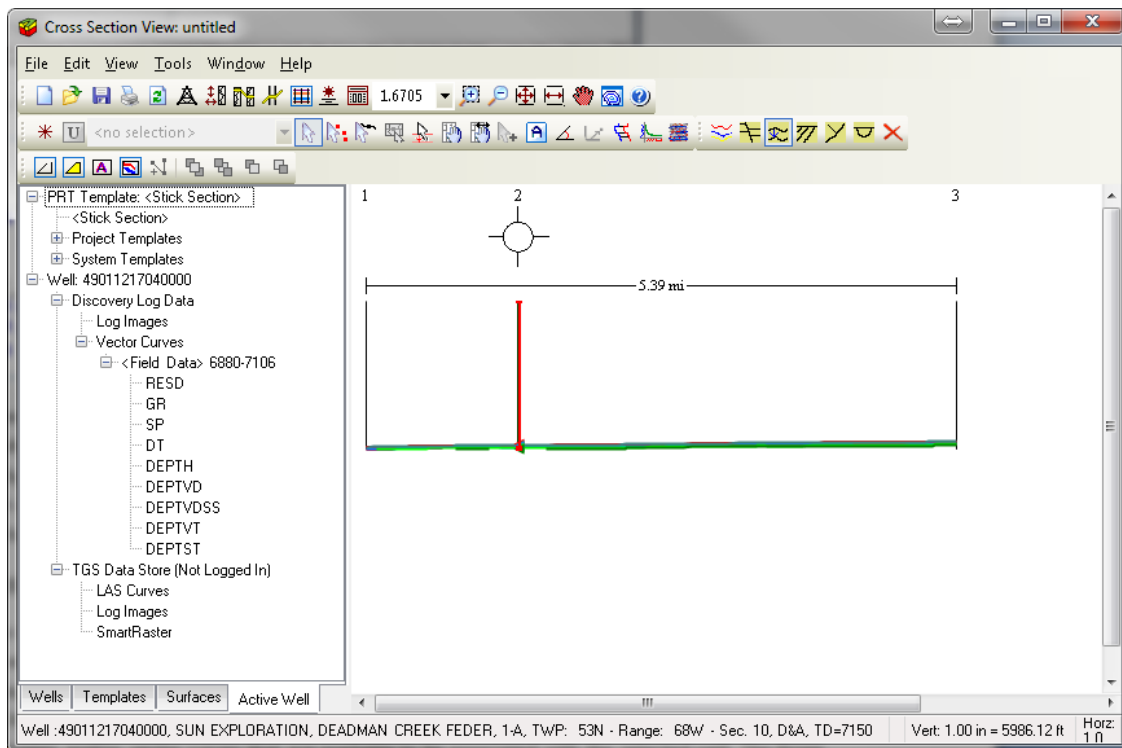 Cross Section View: untitled
File Edit View Tools Window Help
1.6705
U <no selection> A
A
PRT Template: <Stick Section>
<Stick Section>
Project Templates
System Templates
Well: 49011217040000
Discovery Log Data
Log Images
Vector Curves
<Field Data> 6880-7106
RESD
GR
SP
DT
DEPTH
DEPTVD
DEPTVDSS
DEPTVT
DEPTST
TGS Data Store (Not Logged In)
LAS Curves
Log Images
SmartRaster
1 2 3
5.39 mi
Wells Templates Surfaces Active Well
Well :49011217040000, SUN EXPLORATION, DEADMAN CREEK FEDER, 1-A, TWP: 53N - Range: 68W - Sec. 10, D&A, TD=7150 Vert: 1.00 in = 5986.12 ft Horz: